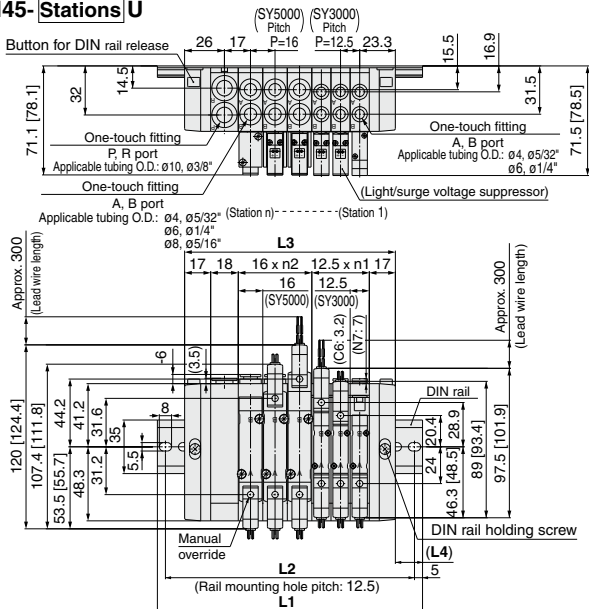 45- Stations U
(SY5000) (SY3000)
Pitch Pitch
Button for DIN rail release
26 17 P=16 P=12.5 23.3
15.5
16.9
14.5
32
71.1 [78.1]
31.5
71.5 [78.5]
One-touch fitting
P, R port
Applicable tubing O.D.: ø10, ø3/8"
One-touch fitting
A, B port
Applicable tubing O.D.: ø4, ø5/32"
ø6, ø1/4"
One-touch fitting
A, B port
Applicable tubing O.D.: ø4, ø5/32"
ø6, ø1/4"
ø8, ø5/16"
(Light/surge voltage suppressor)
(Station n) (Station 1)
L3
17 18 16 x n2 12.5 x n1 17
16 12.5
(SY5000) (SY3000)
Approx. 300
(Lead wire length)
Approx. 300
(Lead wire length)
(C6: 3.2)
(N7: 7)
-6
(3.5)
DIN rail
120 [124.4]
107.4 [111.8]
53.5 [55.7]
44.2
48.3
41.2
31.6
31.2
35
5.5
8
20.4
24
28.9
46.3 [48.5]
89 [93.4]
97.5 [101.9]
Manual
override
DIN rail holding screw
(L4)
L2
5
(Rail mounting hole pitch: 12.5)
L1